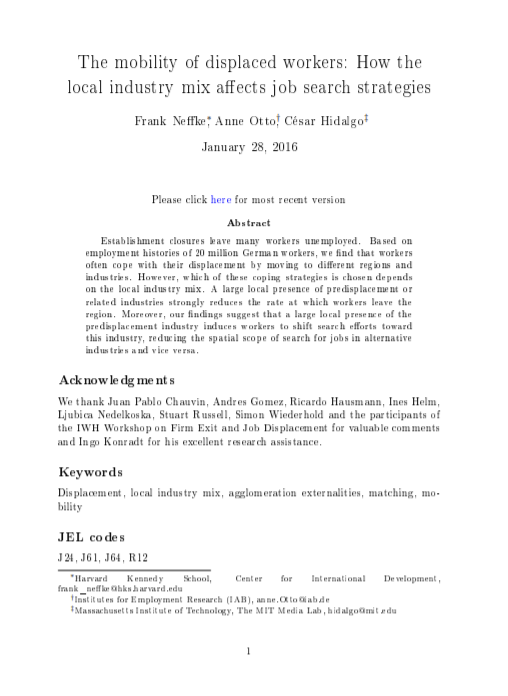 The mobility of displaced workers: How the
local industry mix affects job search strategies
Frank Neffke*, Anne Otto†, César Hidalgo‡
January 28, 2016
Please click here for most recent version
Abstract
Establishment closures leave many workers unemployed. Based on
employment histories of 20 million German workers, we find that workers
often cope with their displacement by moving to different regions and
industries. However, which of these coping strategies is chosen depends
on the local industry mix. A large local presence of predisplacement or
related industries strongly reduces the rate at which workers leave the
region. Moreover, our findings suggest that a large local presence of the
predisplacement industry induces workers to shift search efforts toward
this industry, reducing the spatial scope of search for jobs in alternative
industries and vice versa.
Acknowledgments
We thank Juan Pablo Chauvin, Andres Gomez, Ricardo Hausmann, Ines Helm,
Ljubica Nedelkoska, Stuart Russell, Simon Wiederhold and the participants of
the IWH Workshop on Firm Exit and Job Displacement for valuable comments
and Ingo Konradt for his excellent research assistance.
Keywords
Displacement, local industry mix, agglomeration externalities, matching, mo-
bility
JEL codes
J24, J61, J64, R12
*Harvard Kennedy School, Center for International Development,
frank_neffke@hks.harvard.edu
†Institutes for Employment Research (IAB), anne.Otto@iab.de
‡Massachusetts Institute of Technology, The MIT Media Lab, hidalgo@mit.edu
1